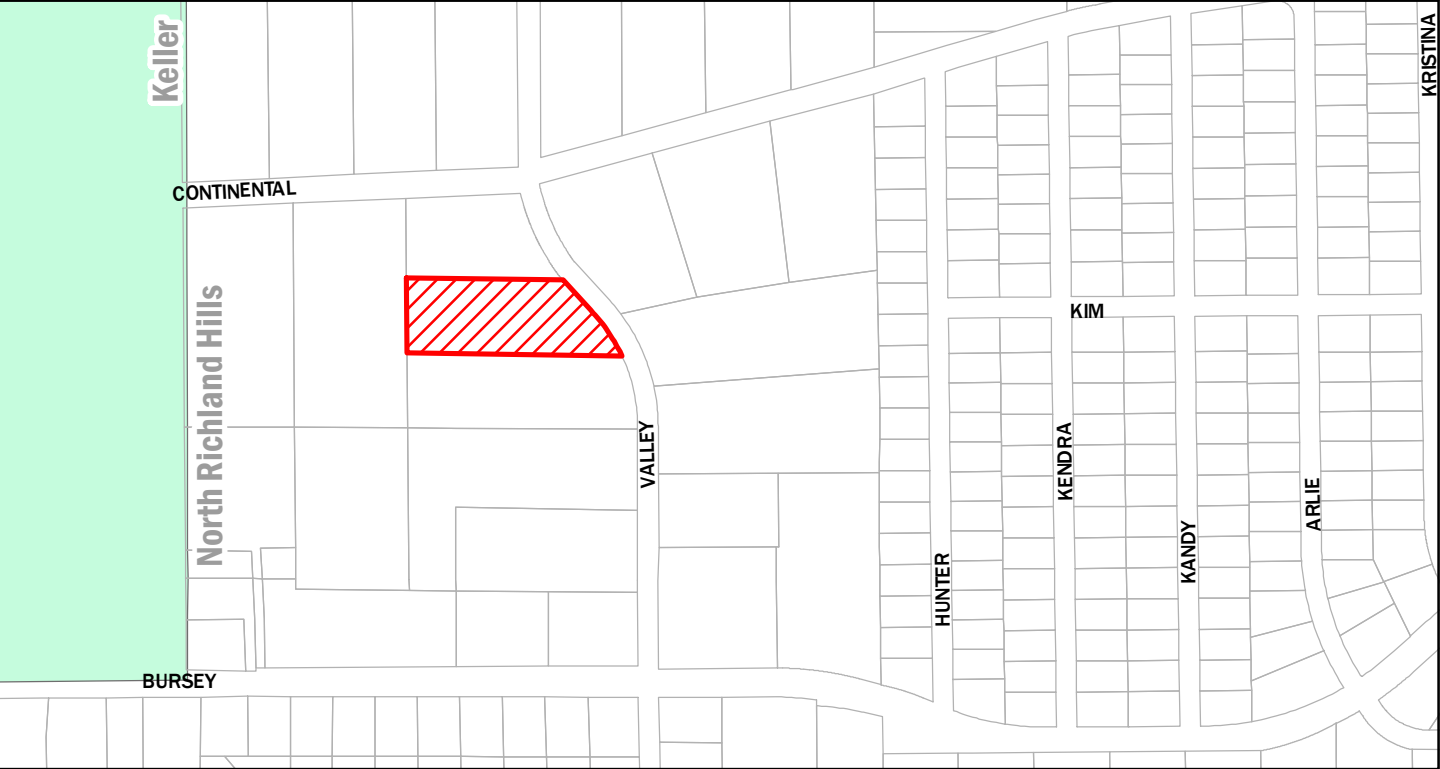 Keller
KRISTINA
CONTINENTAL
North Richland Hills
KIM
VALLEY
KENDRA
ARLIE
KANDY
HUNTER
BURSEY